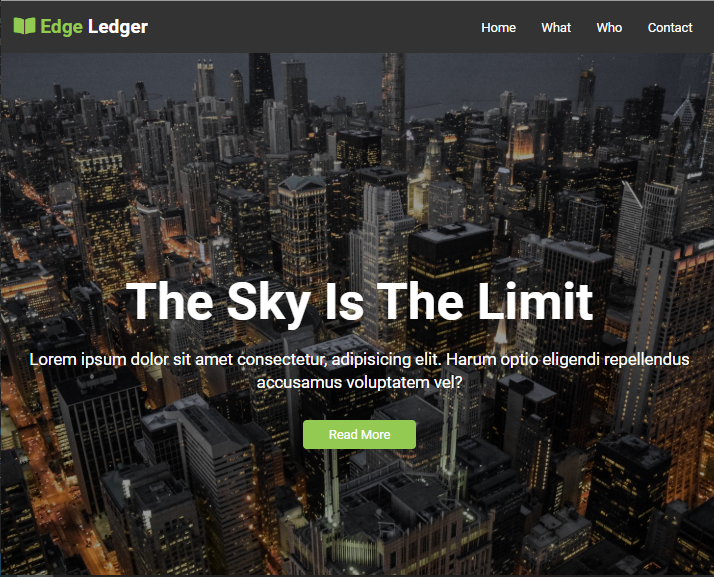 Edge Ledger
Home What Who Contact
The Sky Is The Limit
Lorem ipsum dolor sit amet consectetur, adipisicing elit. Harum optio eligendi repellendus
accusamus voluptatem vel?
Read More